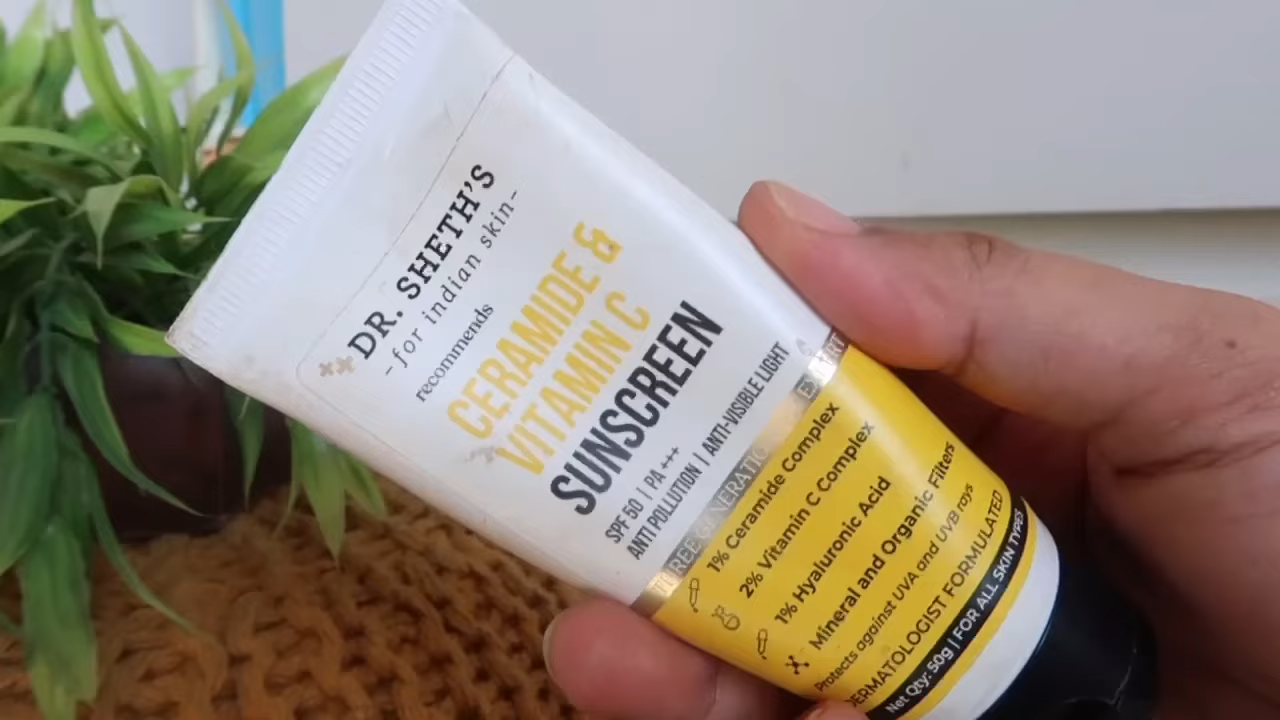 DR. SHETH'S
-for indian skin-
recommends
CERAMIDE &
VITAMIN C
SUNSCREEN
SPF 50 | PA +++
ANTI POLLUTION | ANTI-VISIBLE LIGHT
GENERATIO EXPERT
1% Ceramide Complex
2% Vitamin C Complex
1% Hyaluronic Acid
Mineral and Organic Filters
Protects against UVA and UVB rays
DERMATOLOGIST FORMULATED
Net Qty: 50g | FOR ALL SKIN TYPES